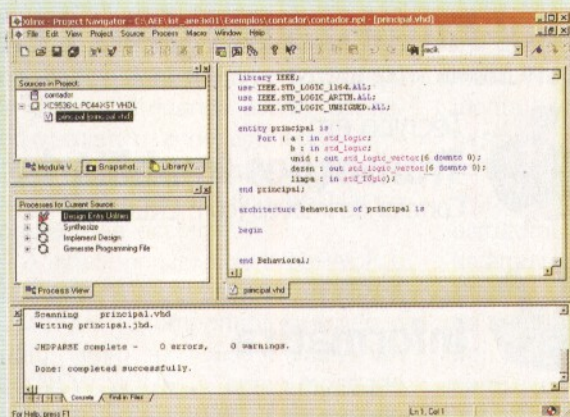 Xilinx - Project Navigator - C:\AEE\Int_aee3x01\Exemplos\contador\contador.npl - [principal.vhd]
File Edit View Project Source Process Macro Window Help
Sources in Project:
contador
XC9536XL PC44 XST VHDL
principal (principal.vhd)
Module V... Snapshot Library V...
Processes for Current Source:
Design Entry Utilities
Synthesize
Implement Design
Generate Programming File
Process View
library IEEE;
use IEEE.STD_LOGIC_1164.ALL;
use IEEE.STD_LOGIC_ARITH.ALL;
use IEEE.STD_LOGIC_UNSIGNED.ALL;
entity principal is
Port ( a : in std_logic;
b : in std_logic;
unid : out std_logic_vector(6 downto 0);
dezen : out std_logic_vector(6 downto 0);
limpa : in std_logic);
end principal;
architecture Behavioral of principal is
begin
end Behavioral;
principal.vhd
Scanning principal.vhd
Writing principal.jhd.
JHDPARSE complete - 0 errors, 0 warnings.
Done: completed successfully.
Console Find in Files
For Help, press F1
Ln 1, Col 1